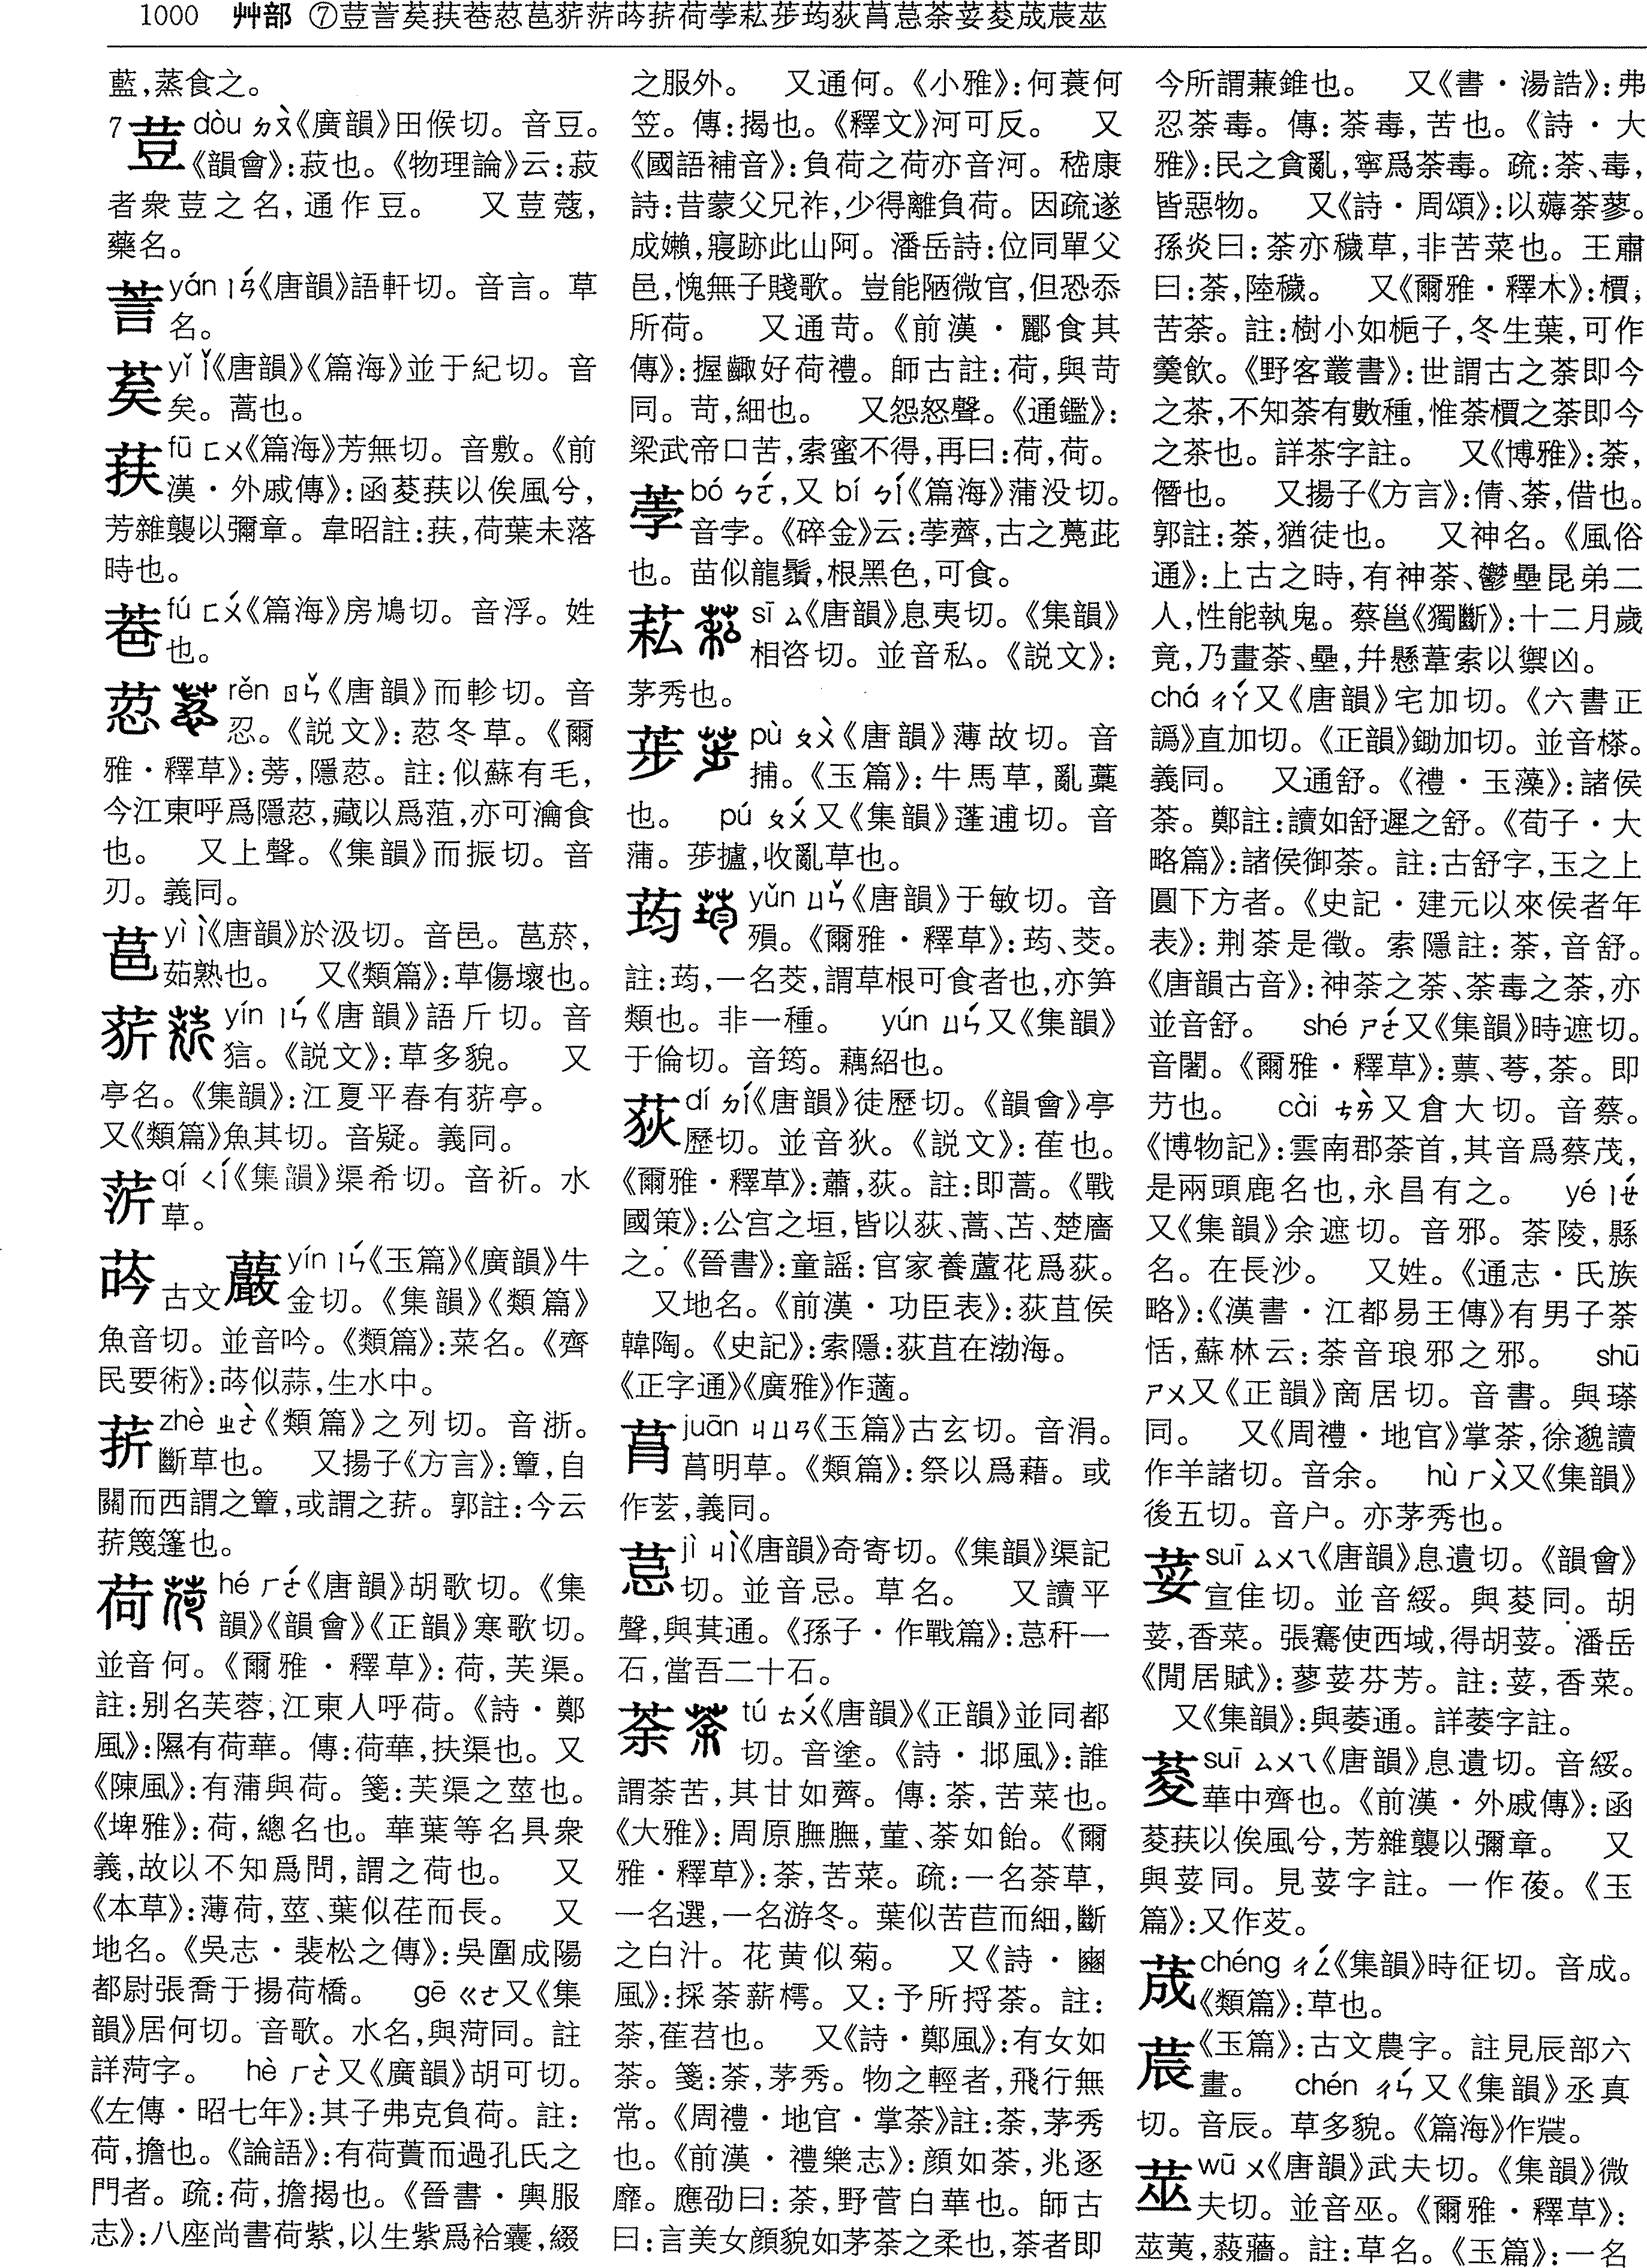 1000 艸部 ⑦荳䓂䒾荴䒀荵䓃䓄䓅荶䓆荷荸䓌荹荺荻䓈䓽荼荽荾荿莀莁
藍，蒸食之。
7荳 dòu ㄉㄡˋ《廣韻》田候切。音豆。
《韻會》：菽也。《物理論》云：菽
者衆荳之名，通作豆。 又荳蔻，
藥名。
yán ㄧㄢˊ《唐韻》語軒切。音言。草
名。
yǐ ㄧˇ《唐韻》《篇海》並于紀切。音
矣。蒿也。
荴 fū ㄈㄨ《篇海》芳無切。音敷。《前
漢·外戚傳》：函荾荴以俟風兮，
芳雜襲以彌章。韋昭註：荴，荷葉未落
時也。
fú ㄈㄨˊ《篇海》房鳩切。音浮。姓
也。
荵 rěn ㄖㄣˇ《唐韻》而軫切。音
忍。《説文》：荵冬草。《爾
雅·釋草》：蒡，隱荵。註：似蘇有毛，
今江東呼爲隱荵，藏以爲菹，亦可瀹食
也。 又上聲。《集韻》而振切。音
刃。義同。
yì ㄧˋ《唐韻》於汲切。音邑。菂菸，
茹熟也。 又《類篇》：草傷壞也。
yín ㄧㄣˊ《唐韻》語斤切。音
狺。《説文》：草多貌。 又
亭名。《集韻》：江夏平春有亭。
又《類篇》魚其切。音疑。義同。
qí ㄑㄧˊ《集韻》渠希切。音祈。水
草。
荶 古文 yín ㄧㄣˊ《玉篇》《廣韻》牛
金切。《集韻》《類篇》
魚音切。並音吟。《類篇》：菜名。《齊
民要術》：荶似蒜，生水中。
zhè ㄓㄜˋ《類篇》之列切。音浙。
斷草也。 又揚子《方言》：簟，自
關而西謂之簟，或謂之。郭註：今云
篾篷也。
荷 hé ㄏㄜˊ《唐韻》胡歌切。《集
韻》《韻會》《正韻》寒歌切。
並音何。《爾雅·釋草》：荷，芙渠。
註：别名芙蓉，江東人呼荷。《詩·鄭
風》：隰有荷華。傳：荷華，扶渠也。又
《陳風》：有蒲與荷。箋：芙渠之莖也。
《埤雅》：荷，總名也。華葉等名具衆
義，故以不知爲問，謂之荷也。 又
《本草》：薄荷，莖、葉似荏而長。 又
地名。《吳志·裴松之傳》：吳圍成陽
都尉張喬于揚荷橋。 gē ㄍㄜ又《集
韻》居何切。音歌。水名，與菏同。註
詳菏字。 hè ㄏㄜˋ又《廣韻》胡可切。
《左傳·昭七年》：其子弗克負荷。註：
荷，擔也。《論語》：有荷蕢而過孔氏之
門者。疏：荷，擔揭也。《晉書·輿服
志》：八座尚書荷紫，以生紫爲袷囊，綴
之服外。 又通何。《小雅》：何蓑何
笠。傳：揭也。《釋文》河可反。 又
《國語補音》：負荷之荷亦音河。嵇康
詩：昔蒙父兄祚，少得離負荷。因疏遂
成嬾，寢跡此山阿。潘岳詩：位同單父
邑，愧無子賤歌。豈能陋微官，但恐忝
所荷。 又通苛。《前漢·酈食其
傳》：握齱好荷禮。師古註：荷，與苛
同。苛，細也。 又怨怒聲。《通鑑》：
梁武帝口苦，索蜜不得，再曰：荷，荷。
荸 bó ㄅㄛˊ，又 bí ㄅㄧˊ《篇海》蒲没切。
音孛。《碎金》云：荸薺，古之鳧茈
也。苗似龍鬚，根黑色，可食。
sī ㄙ《唐韻》息夷切。《集韻》
相咨切。並音私。《説文》：
茅秀也。
荹 pù ㄆㄨˋ《唐韻》薄故切。音
捕。《玉篇》：牛馬草，亂藁
也。 pú ㄆㄨˊ又《集韻》蓬逋切。音
蒲。荹攎，收亂草也。
荺 yǔn ㄩㄣˇ《唐韻》于敏切。音
殞。《爾雅·釋草》：荺、茭。
註：荺，一名茭，謂草根可食者也，亦笋
類也。非一種。 yún ㄩㄣˊ又《集韻》
于倫切。音筠。藕紹也。
荻 dí ㄉㄧˊ《唐韻》徒歷切。《韻會》亭
歷切。並音狄。《説文》：萑也。
《爾雅·釋草》：蕭，荻。註：即蒿。《戰
國策》：公宫之垣，皆以荻、蒿、苫、楚廧
之。《晉書》：童謡：官家養蘆花爲荻。
又地名。《前漢·功臣表》：荻苴侯
韓陶。《史記》：索隱：荻苴在渤海。
《正字通》《廣雅》作藡。
juān ㄐㄩㄢ《玉篇》古玄切。音涓。
明草。《類篇》：祭以爲藉。或
作茥，義同。
jì ㄐㄧˋ《唐韻》奇寄切。《集韻》渠記
切。並音忌。草名。 又讀平
聲，與萁通。《孫子·作戰篇》：秆一
石，當吾二十石。
荼 tú ㄊㄨˊ《唐韻》《正韻》並同都
切。音塗。《詩·邶風》：誰
謂荼苦，其甘如薺。傳：荼，苦菜也。
《大雅》：周原膴膴，菫、荼如飴。《爾
雅·釋草》：荼，苦菜。疏：一名荼草，
一名選，一名游冬。葉似苦苣而細，斷
之白汁。花黄似菊。 又《詩·豳
風》：採荼薪樗。又：予所捋荼。註：
荼，萑苕也。 又《詩·鄭風》：有女如
荼。箋：荼，茅秀。物之輕者，飛行無
常。《周禮·地官·掌荼》註：荼，茅秀
也。《前漢·禮樂志》：顔如荼，兆逐
靡。應劭曰：荼，野菅白華也。師古
曰：言美女顔貌如茅荼之柔也，荼者即
今所謂蒹錐也。 又《書·湯誥》：弗
忍荼毒。傳：荼毒，苦也。《詩·大
雅》：民之貪亂，寧爲荼毒。疏：荼、毒，
皆惡物。 又《詩·周頌》：以薅荼蓼。
孫炎曰：荼亦穢草，非苦菜也。王肅
曰：荼，陸穢。 又《爾雅·釋木》：檟，
苦荼。註：樹小如梔子，冬生葉，可作
羹飲。《野客叢書》：世謂古之荼即今
之茶，不知荼有數種，惟荼檟之荼即今
之茶也。詳茶字註。 又《博雅》：荼，
僭也。 又揚子《方言》：倩、荼，借也。
郭註：荼，猶徒也。 又神名。《風俗
通》：上古之時，有神荼、鬱壘昆弟二
人，性能執鬼。蔡邕《獨斷》：十二月歲
竟，乃畫荼、壘，幷懸葦索以禦凶。
chá ㄔㄚˊ又《唐韻》宅加切。《六書正
譌》直加切。《正韻》鋤加切。並音㮑。
義同。 又通舒。《禮·玉藻》：諸侯
荼。鄭註：讀如舒遲之舒。《荀子·大
略篇》：諸侯御荼。註：古舒字，玉之上
圓下方者。《史記·建元以來侯者年
表》：荆荼是徵。索隱註：荼，音舒。
《唐韻古音》：神荼之荼、荼毒之荼，亦
並音舒。 shé ㄕㄜˊ又《集韻》時遮切。
音闍。《爾雅·釋草》：蔈、荂，荼。即
艻也。 cài ㄘㄞˋ又倉大切。音蔡。
《博物記》：雲南郡荼首，其音爲蔡茂，
是兩頭鹿名也，永昌有之。 yé ㄧㄝˊ
又《集韻》余遮切。音邪。荼陵，縣
名。在長沙。 又姓。《通志·氏族
略》：《漢書·江都易王傳》有男子荼
恬，蘇林云：荼音琅邪之邪。 shū
ㄕㄨ又《正韻》商居切。音書。與瑹
同。 又《周禮·地官》掌荼，徐邈讀
作羊諸切。音余。 hù ㄏㄨˋ又《集韻》
後五切。音户。亦茅秀也。
荽 suī ㄙㄨㄟ《唐韻》息遺切。《韻會》
宣隹切。並音綏。與荾同。胡
荽，香菜。張騫使西域，得胡荽。潘岳
《閒居賦》：蓼荽芬芳。註：荽，香菜。
又《集韻》：與葰通。詳葰字註。
荾 suī ㄙㄨㄟ《唐韻》息遺切。音綏。
華中齊也。《前漢·外戚傳》：函
荾荴以俟風兮，芳雜襲以彌章。 又
與荽同。見荽字註。一作葰。《玉
篇》：又作芟。
荿 chéng ㄔㄥˊ《集韻》時征切。音成。
《類篇》：草也。
莀《玉篇》：古文農字。註見辰部六
畫。 chén ㄔㄣˊ又《集韻》丞真
切。音辰。草多貌。《篇海》作蕽。
莁 wū ㄨ《唐韻》武夫切。《集韻》微
夫切。並音巫。《爾雅·釋草》：
莁荑，蔱蘠。註：草名。《玉篇》：一名